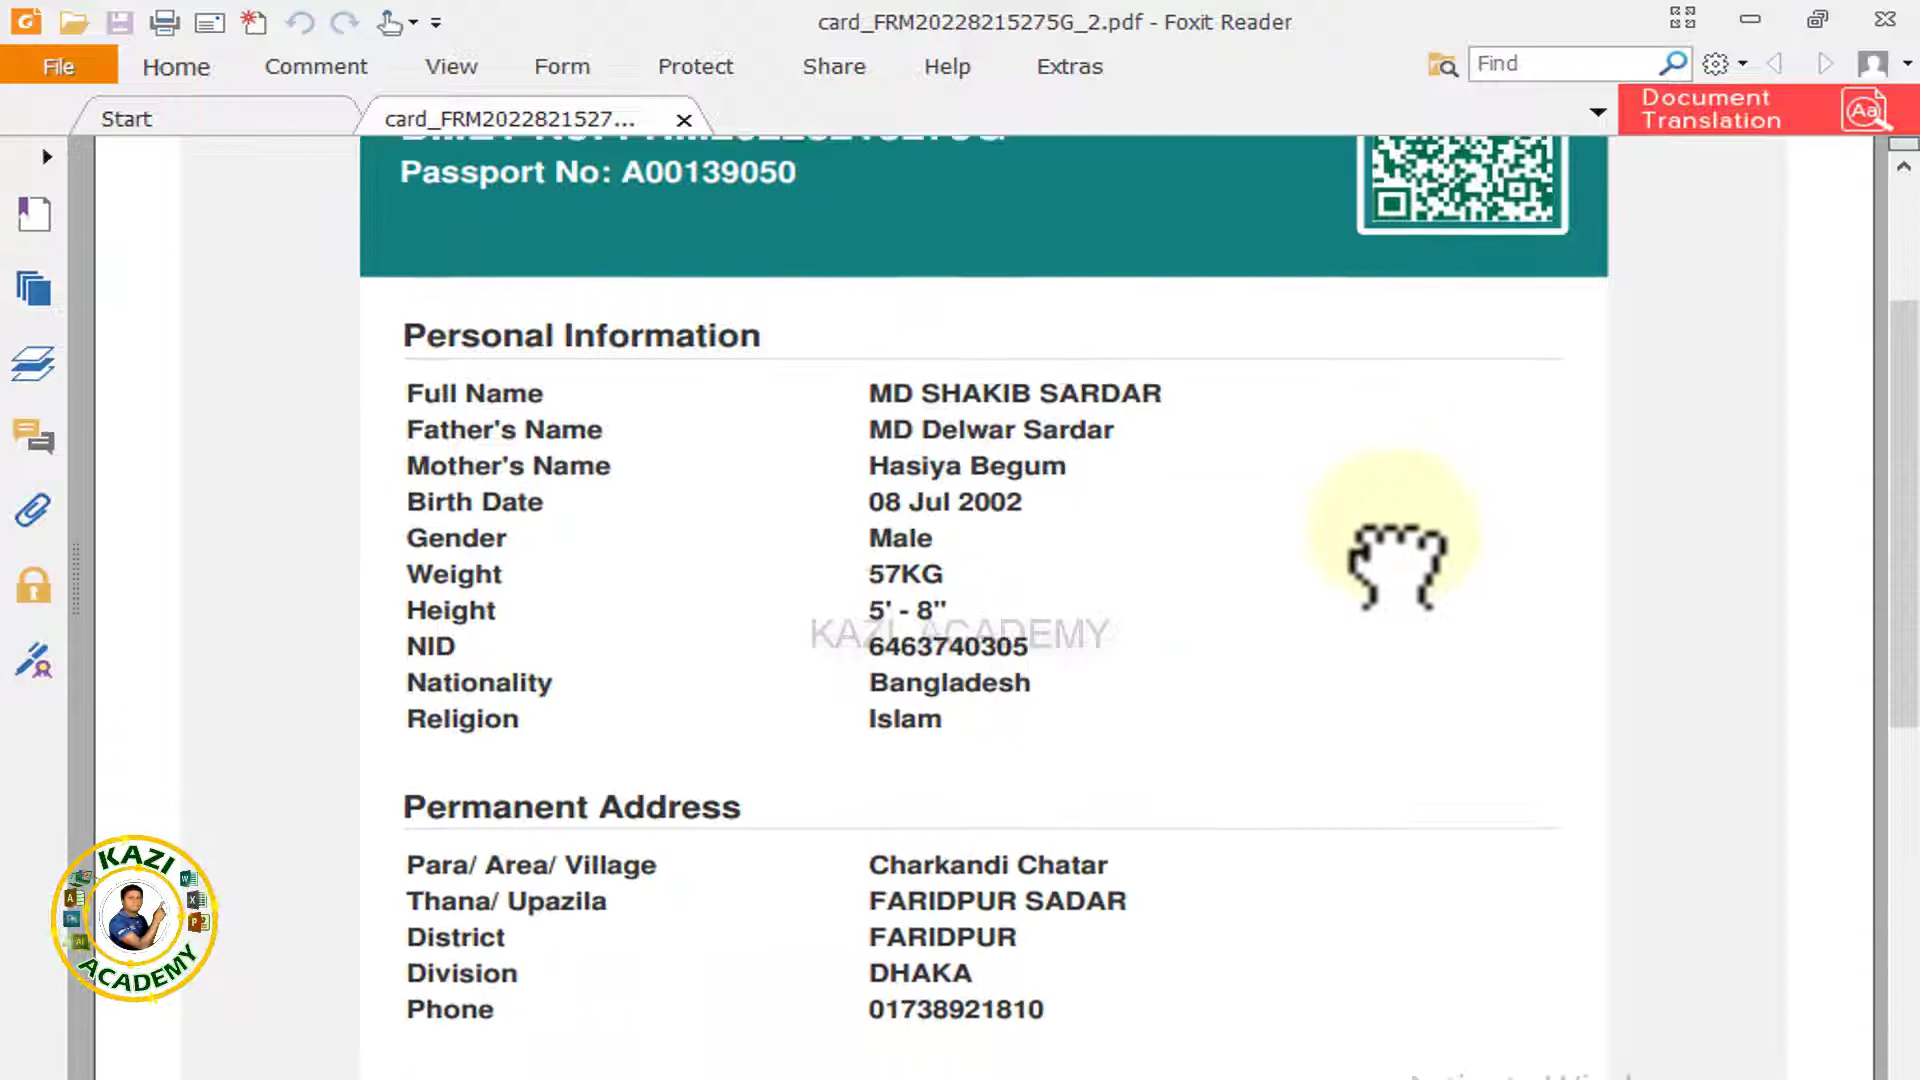 card_FRM20228215275G_2.pdf - Foxit Reader
File Home Comment View Form Protect Share Help Extras Find
Start card_FRM2022821527...
Document Translation
Passport No: A00139050
Personal Information
Full Name MD SHAKIB SARDAR
Father's Name MD Delwar Sardar
Mother's Name Hasiya Begum
Birth Date 08 Jul 2002
Gender Male
Weight 57KG
Height 5' - 8"
KAZI ACADEMY
NID 6463740305
Nationality Bangladesh
Religion Islam
Permanent Address
Para/ Area/ Village Charkandi Chatar
Thana/ Upazila FARIDPUR SADAR
District FARIDPUR
Division DHAKA
Phone 01738921810
KAZI
ACADEMY